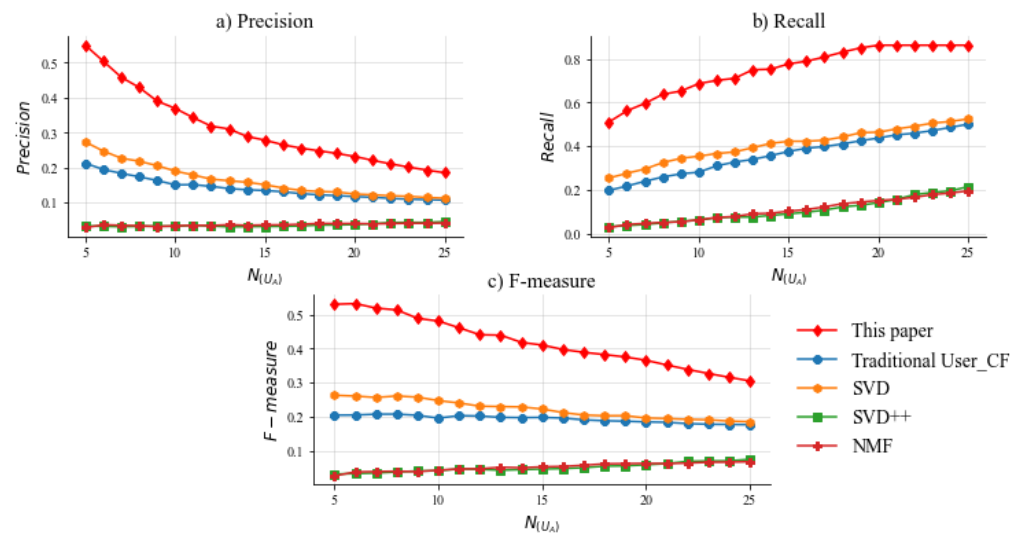 a) Precision
Precision
0.5
0.4
0.3
0.2
0.1
5 10 15 20 25
N(U_A)
b) Recall
Recall
0.8
0.6
0.4
0.2
0.0
5 10 15 20 25
N(U_A)
c) F-measure
F − measure
0.5
0.4
0.3
0.2
0.1
5 10 15 20 25
N(U_A)
This paper
Traditional User_CF
SVD
SVD++
NMF